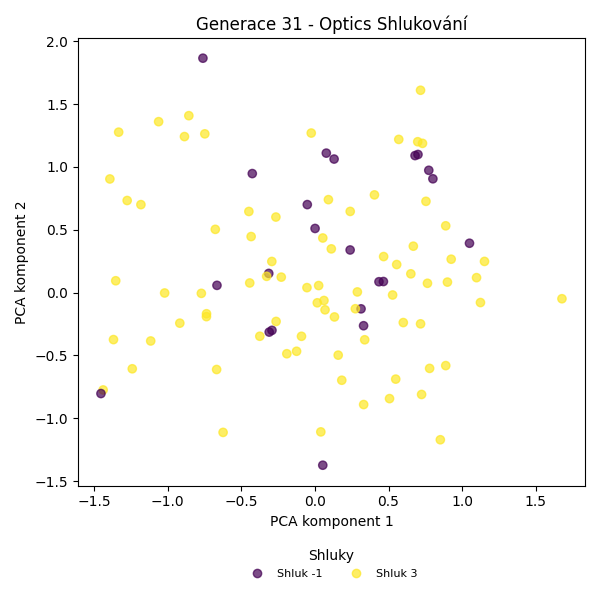 Generace 31 - Optics Shlukování
PCA komponent 2
2.0
1.5
1.0
0.5
0.0
−0.5
−1.0
−1.5
−1.5
−1.0
−0.5
0.0
0.5
1.0
1.5
PCA komponent 1
Shluky
Shluk -1
Shluk 3